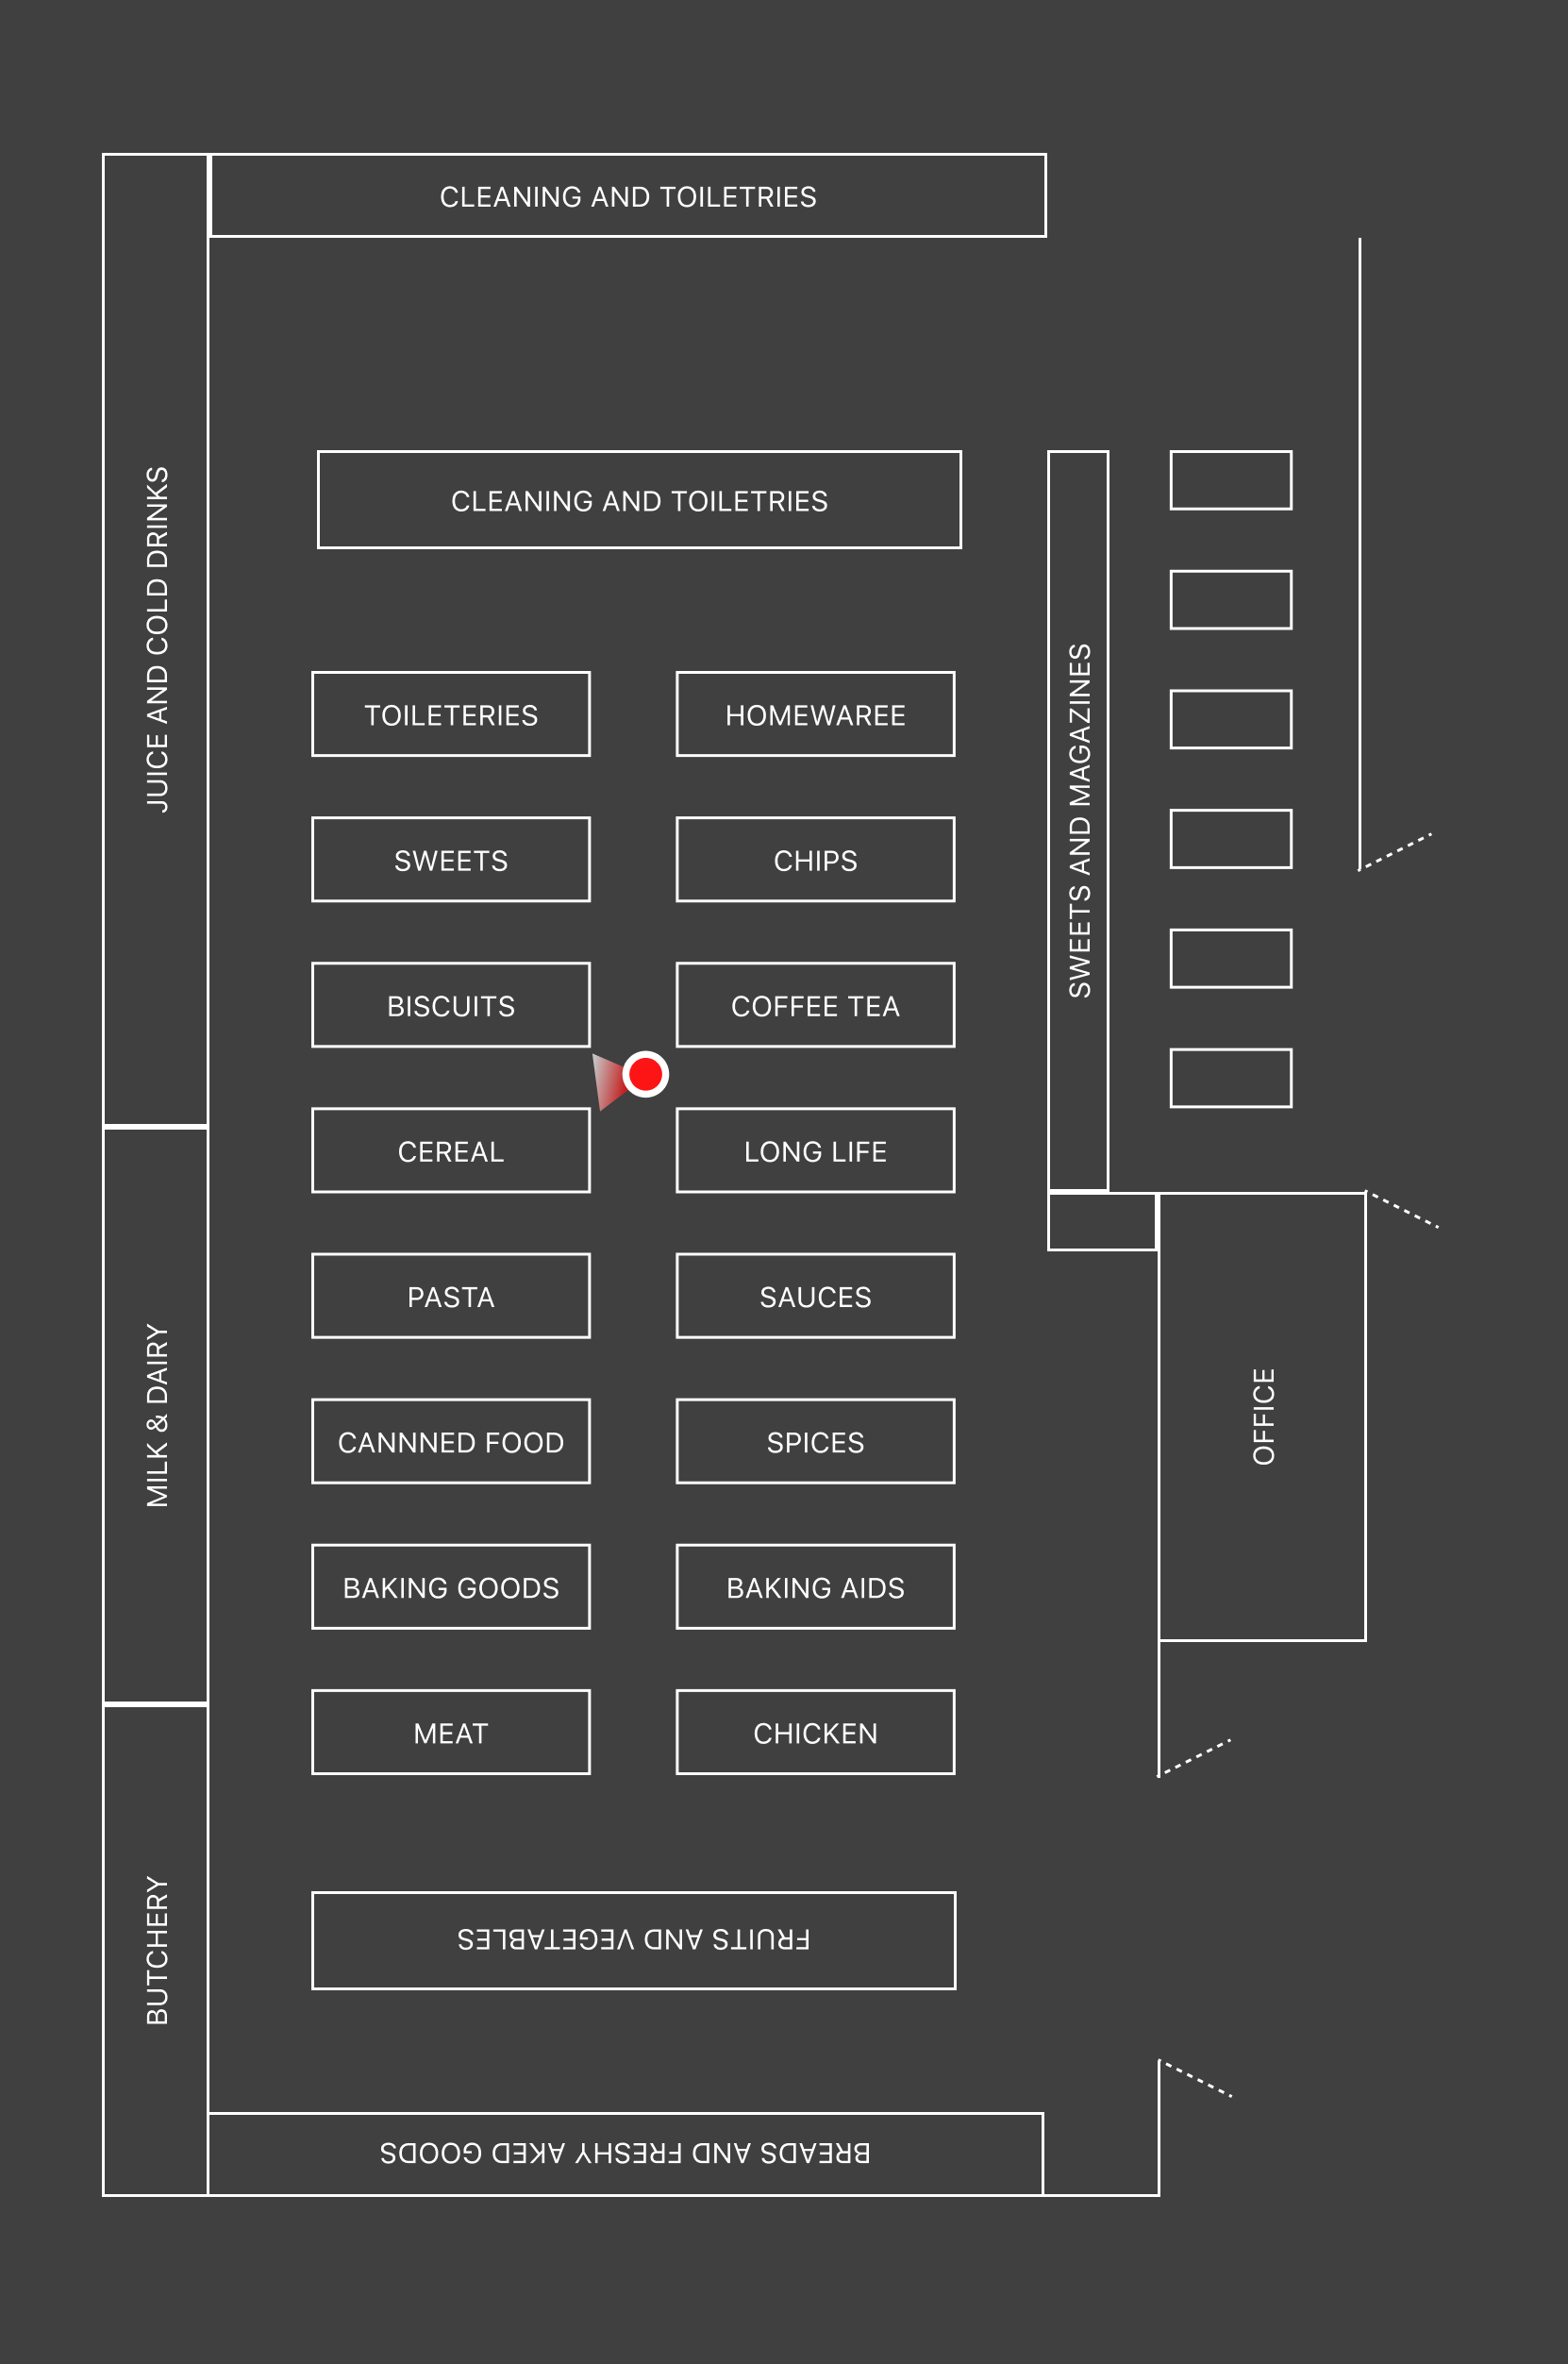 CLEANING AND TOILETRIES
JUICE AND COLD DRINKS
CLEANING AND TOILETRIES
SWEETS AND MAGAZINES
TOILETERIES
HOMEWAREE
SWEETS
CHIPS
BISCUITS
COFFEE TEA
CEREAL
LONG LIFE
PASTA
SAUCES
MILK & DAIRY
OFFICE
CANNNED FOOD
SPICES
BAKING GOODS
BAKING AIDS
MEAT
CHICKEN
BUTCHERY
FRUITS AND VEGETABLES
BREADS AND FRESHY AKED GOODS